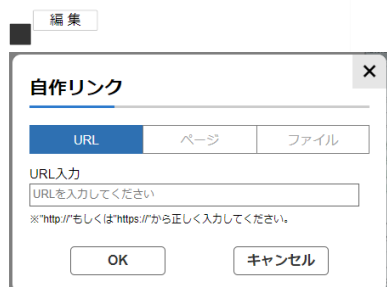 編 集
自作リンク
×
URL
ページ
ファイル
URL入力
URLを入力してください
※"http://"もしくは"https://"から正しく入力してください。
OK
キャンセル